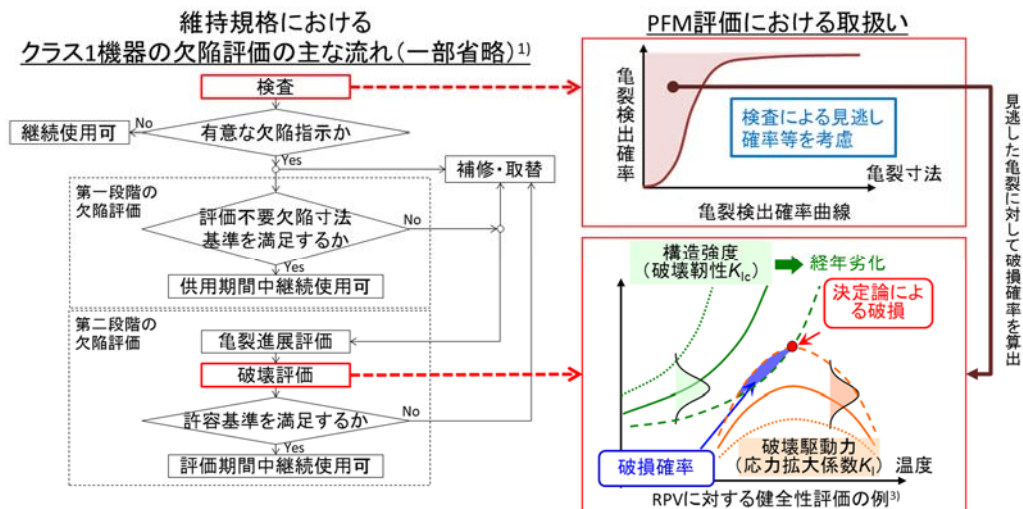 維持規格における
クラス1機器の欠陥評価の主な流れ(一部省略)1)
検査
有意な欠陥指示か
No
継続使用可
Yes
補修・取替
第一段階の
欠陥評価
評価不要欠陥寸法
基準を満足するか
No
Yes
供用期間中継続使用可
第二段階の
欠陥評価
亀裂進展評価
破壊評価
許容基準を満足するか
No
Yes
評価期間中継続使用可
PFM評価における取扱い
亀裂検出確率
検査による見逃し
確率等を考慮
亀裂寸法
亀裂検出確率曲線
見逃した亀裂に対して破損確率を算出
構造強度
(破壊靭性KIc)
経年劣化
決定論によ
る破損
破損確率
破壊駆動力
(応力拡大係数KI)
温度
RPVに対する健全性評価の例3)